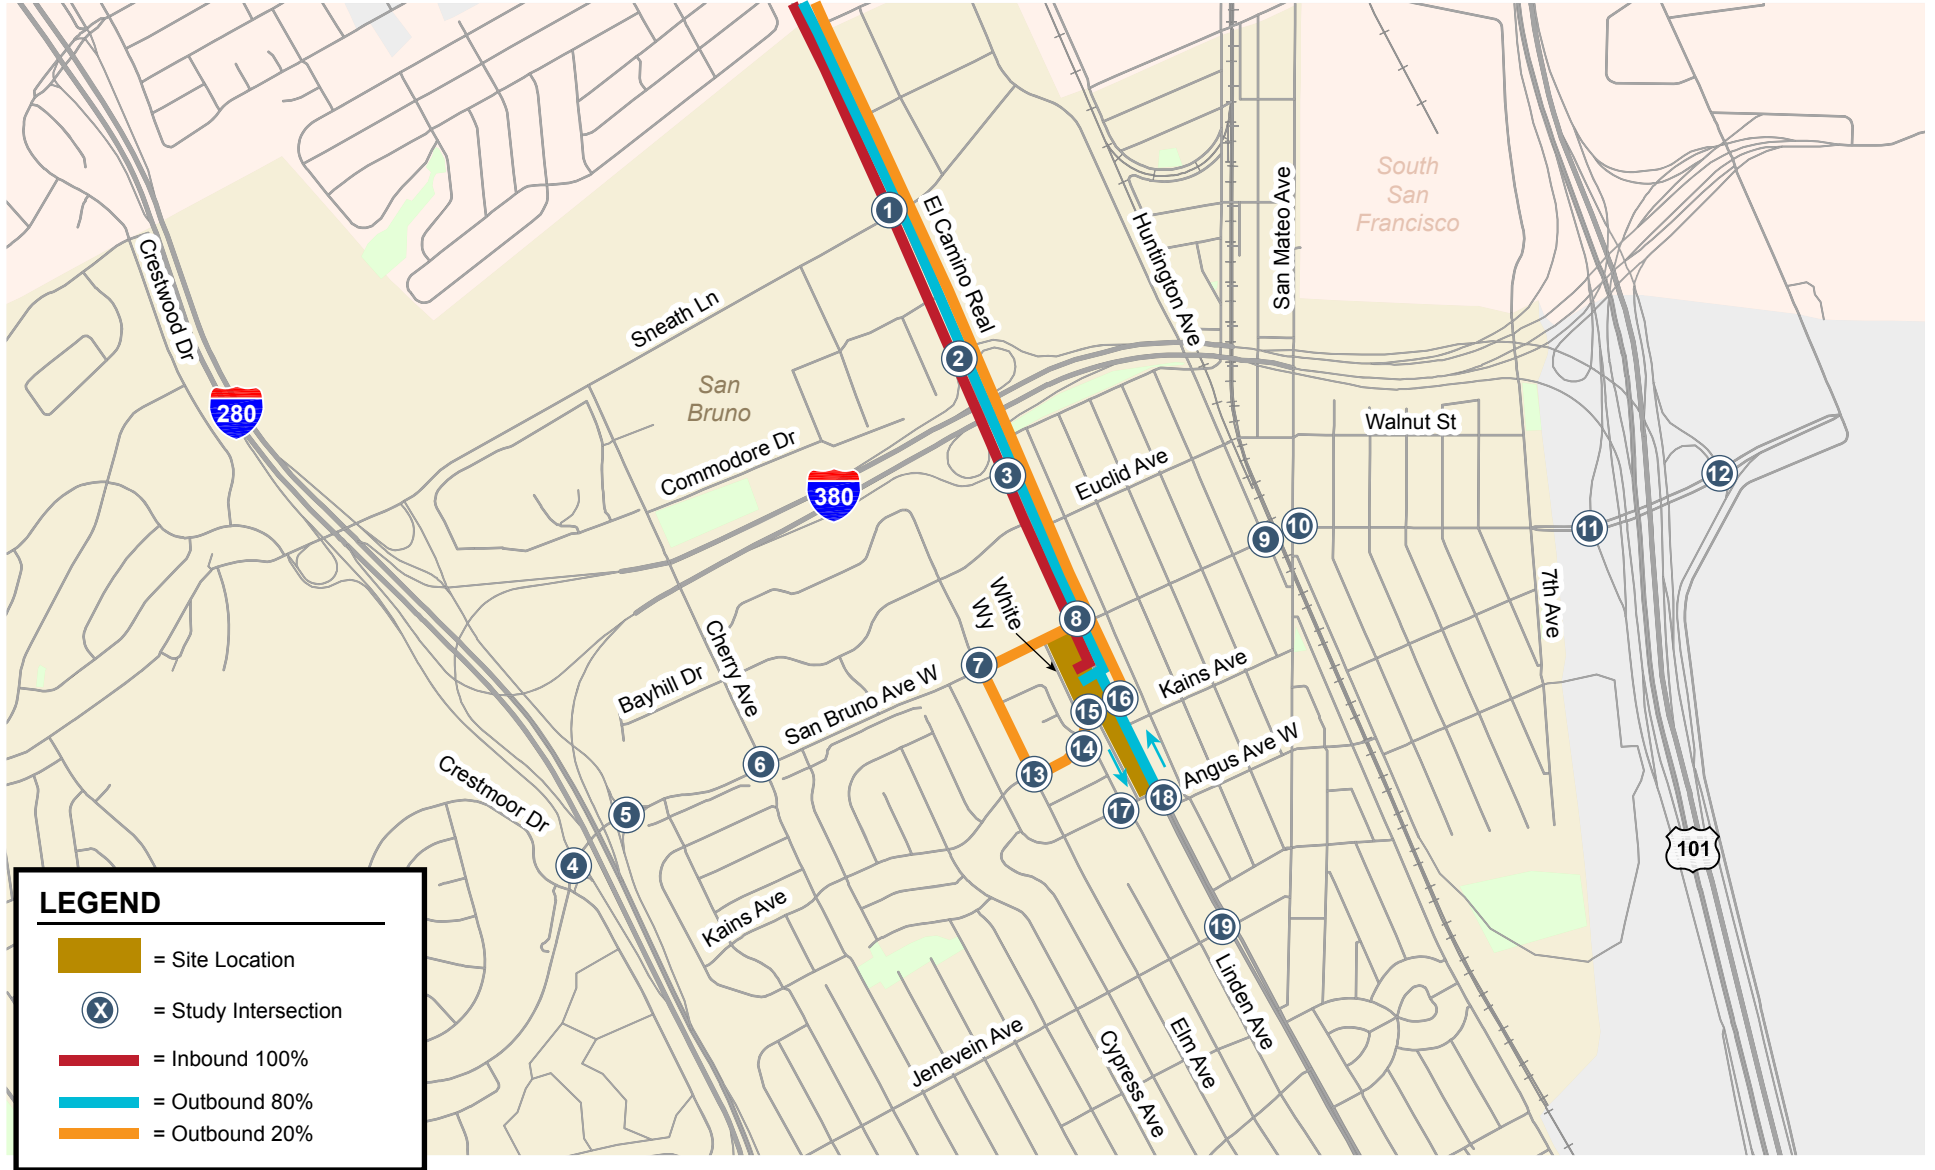 South
San
Francisco
1
El Camino Real
Huntington Ave
San Mateo Ave
Crestwood Dr
Sneath Ln
2
San
Bruno
280
Commodore Dr
380
3
Euclid Ave
Walnut St
12
9
10
11
White
Wy
8
7th Ave
Cherry Ave
7
Bayhill Dr
San Bruno Ave W
Kains Ave
16
15
14
13
6
Angus Ave W
Crestmoor Dr
5
17
18
4
101
Kains Ave
19
Linden Ave
Jenevein Ave
Elm Ave
Cypress Ave
LEGEND
= Site Location
X = Study Intersection
= Inbound 100%
= Outbound 80%
= Outbound 20%